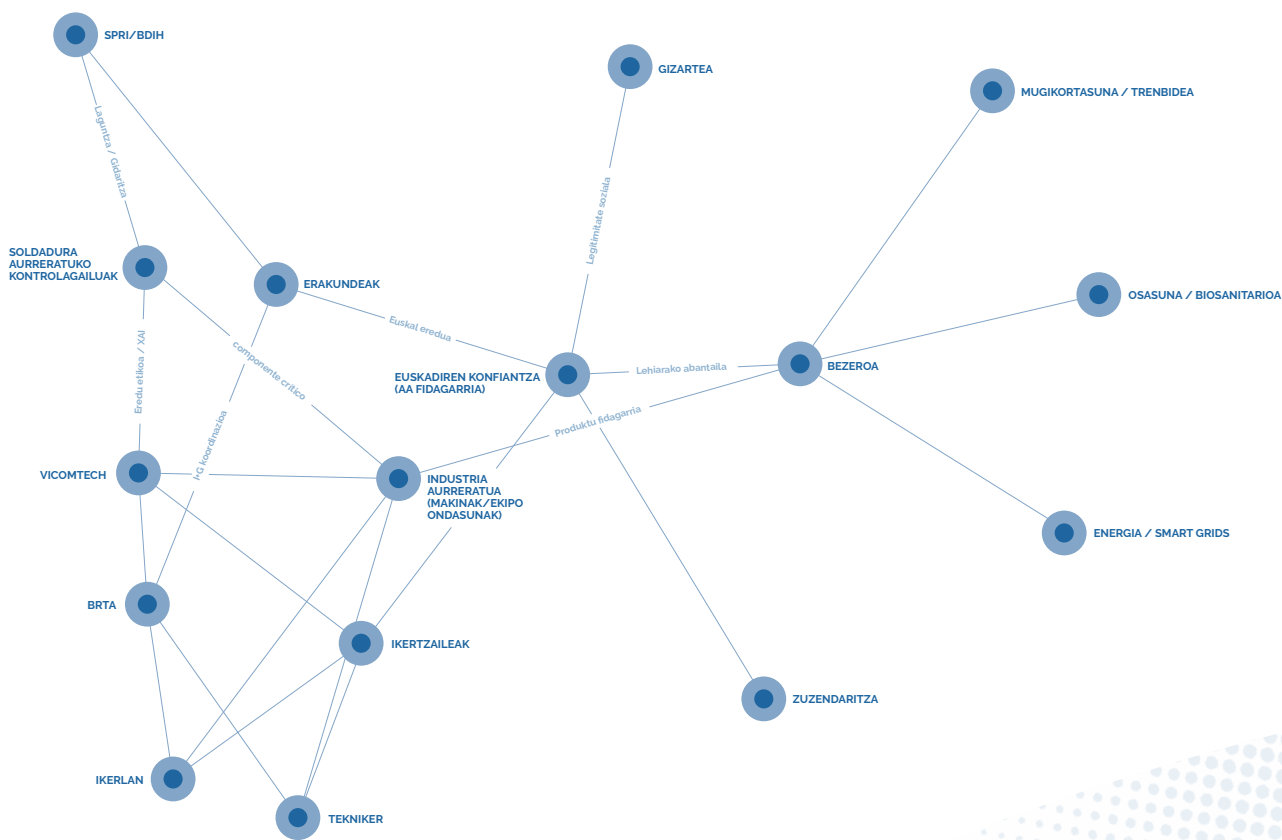 SPRI/BDIH
GIZARTEA
MUGIKORTASUNA / TRENBIDEA
Laguntza / Gidaritza
Legitimitate soziala
SOLDADURA
AURRERATUKO
KONTROLAGAILUAK
ERAKUNDEAK
OSASUNA / BIOSANITARIOA
Euskal eredua
Eredu etikoa / XAI
componente crítico
EUSKADIREN KONFIANTZA
(AA FIDAGARRIA)
Lehiarako abantaila
BEZEROA
Produktu fidagarria
I+G koordinazioa
VICOMTECH
INDUSTRIA
AURRERATUA
(MAKINAK/EKIPO
ONDASUNAK)
ENERGIA / SMART GRIDS
BRTA
IKERTZAILEAK
ZUZENDARITZA
IKERLAN
TEKNIKER